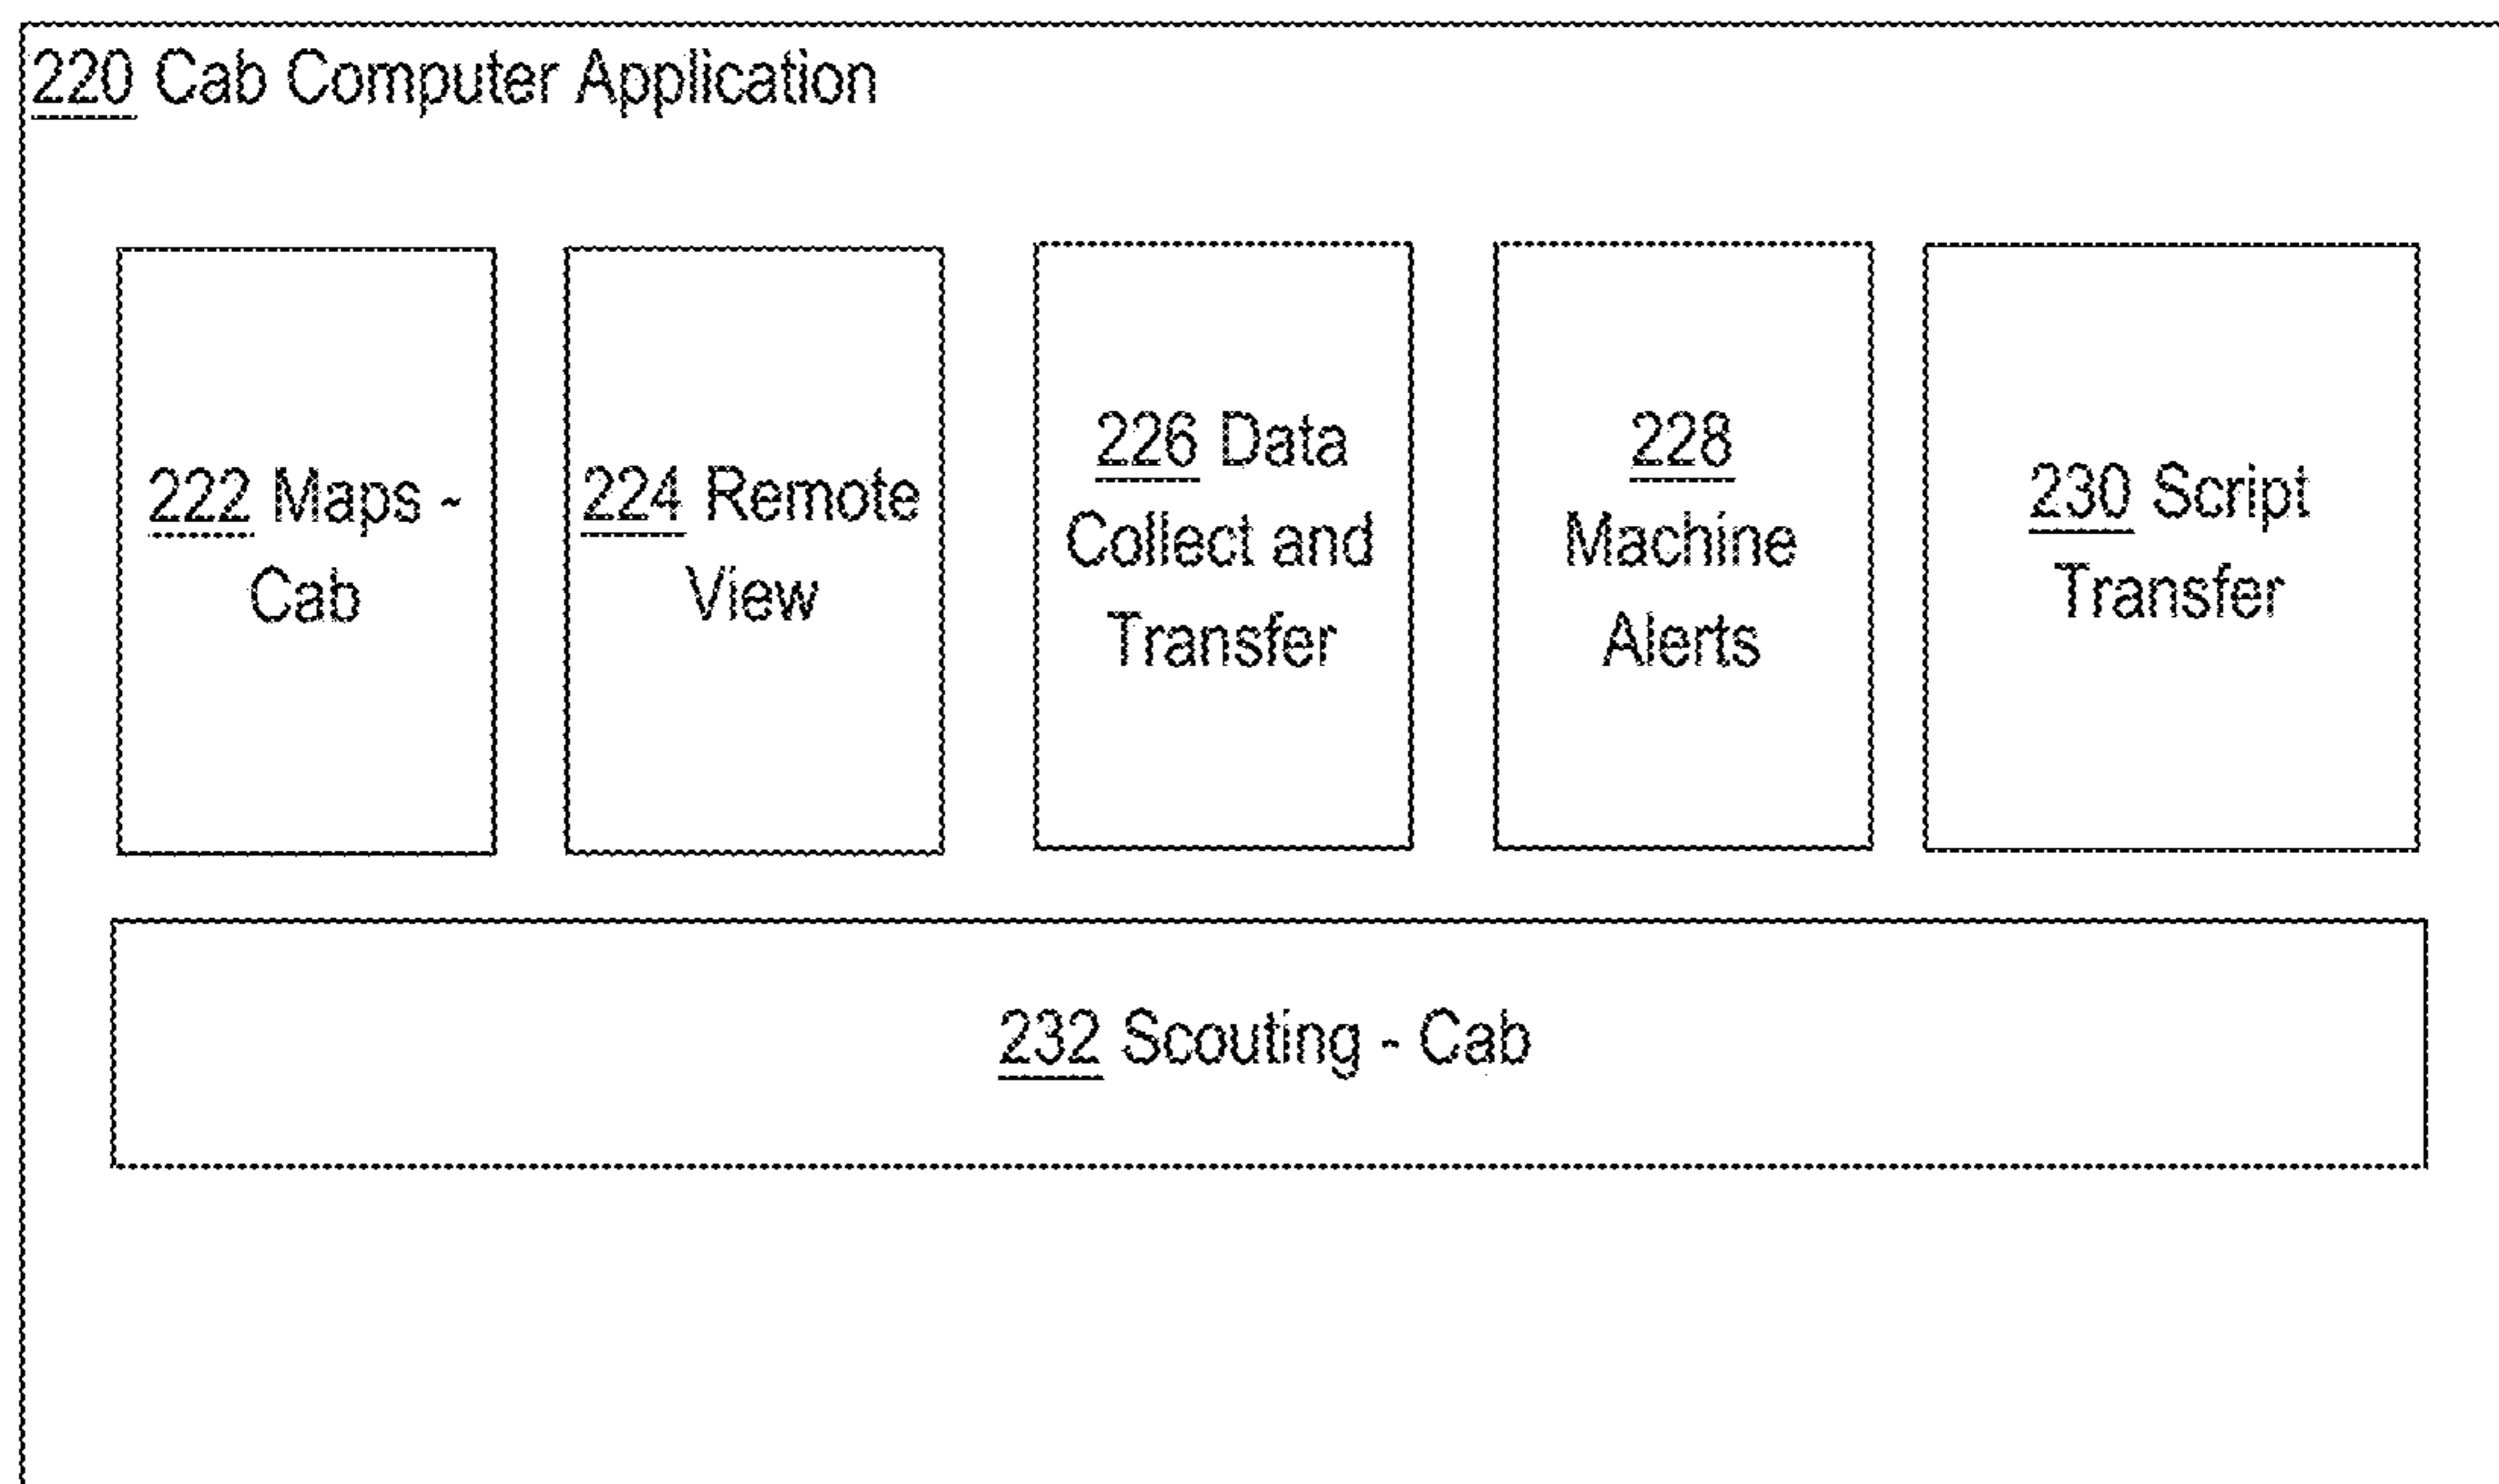 220 Cab Computer Application
222 Maps -
Cab
224 Remote
View
226 Data
Collect and
Transfer
228
Machine
Alerts
230 Script
Transfer
232 Scouting - Cab